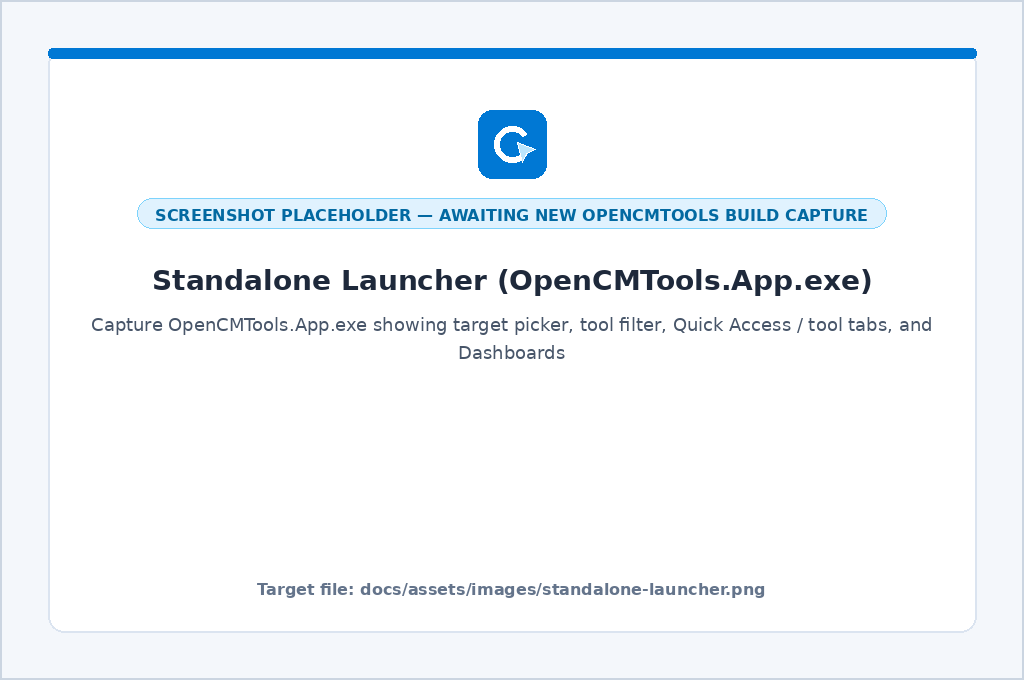 SCREENSHOT PLACEHOLDER — AWAITING NEW OPENCMTOOLS BUILD CAPTURE
Standalone Launcher (OpenCMTools.App.exe)
Capture OpenCMTools.App.exe showing target picker, tool filter, Quick Access / tool tabs, and
Dashboards
Target file: docs/assets/images/standalone-launcher.png